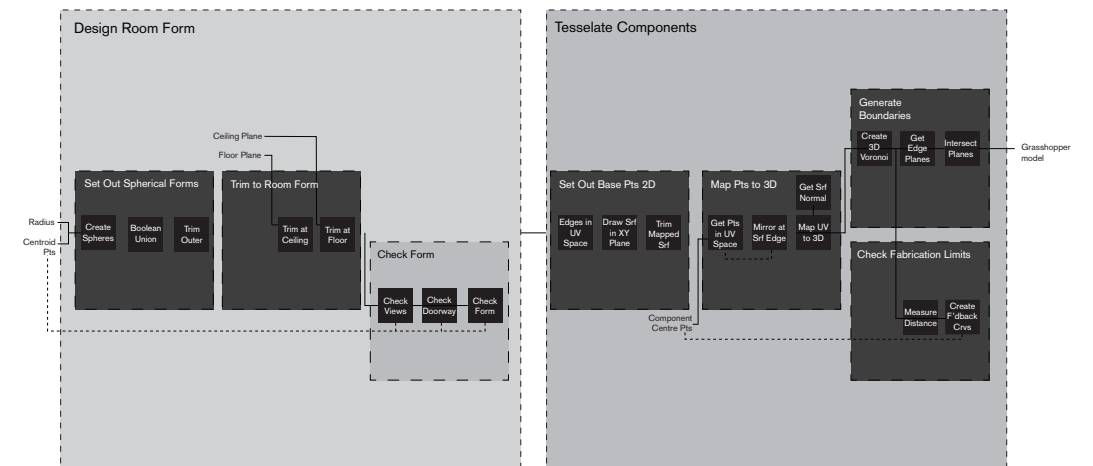 Design Room Form
Ceiling Plane
Floor Plane
Set Out Spherical Forms
Trim to Room Form
Radius
Centroid
Pts
Create
Spheres
Boolean
Union
Trim
Outer
Trim at
Ceiling
Trim at
Floor
Check Form
Check
Views
Check
Doorway
Check
Form
Tesselate Components
Set Out Base Pts 2D
Edges in
UV
Space
Draw Srf
in XY
Plane
Trim
Mapped
Srf
Map Pts to 3D
Get Srf
Normal
Get Pts
in UV
Space
Mirror at
Srf Edge
Map UV
to 3D
Component
Centre Pts
Generate
Boundaries
Create
3D
Voronoi
Get
Edge
Planes
Intersect
Planes
Grasshopper
model
Check Fabrication Limits
Measure
Distance
Create
F'dback
Crvs